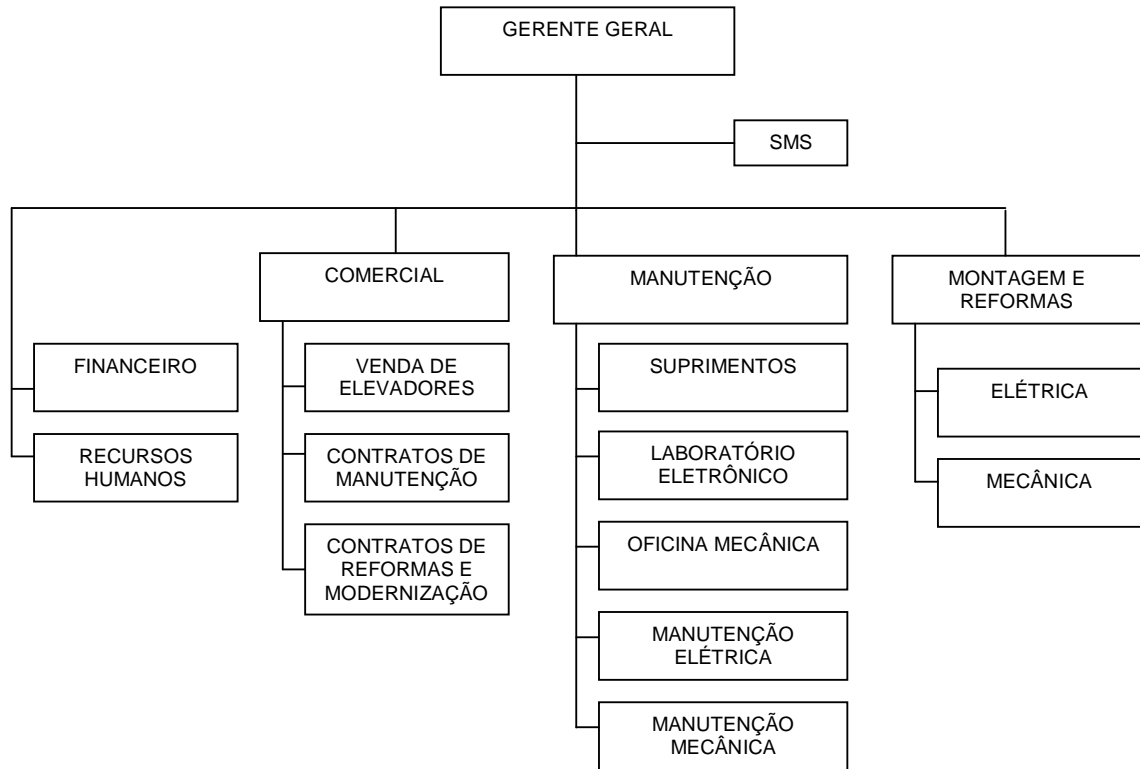 GERENTE GERAL
SMS
COMERCIAL
MANUTENÇÃO
MONTAGEM E
REFORMAS
FINANCEIRO
RECURSOS
HUMANOS
VENDA DE
ELEVADORES
CONTRATOS DE
MANUTENÇÃO
CONTRATOS DE
REFORMAS E
MODERNIZAÇÃO
SUPRIMENTOS
LABORATÓRIO
ELETRÔNICO
OFICINA MECÂNICA
MANUTENÇÃO
ELÉTRICA
MANUTENÇÃO
MECÂNICA
ELÉTRICA
MECÂNICA